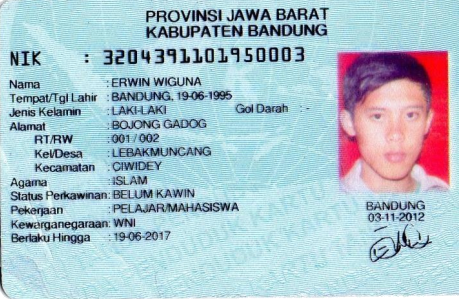 PROVINSI JAWA BARAT
KABUPATEN BANDUNG
NIK : 3204391101950003
Nama : ERWIN WIGUNA
Tempat/Tgl Lahir : BANDUNG, 19-06-1995
Jenis Kelamin : LAKI-LAKI Gol Darah : -
Alamat : BOJONG GADOG
RT/RW : 001/002
Kel/Desa : LEBAKMUNCANG
Kecamatan : CIWIDEY
Agama : ISLAM
Status Perkawinan: BELUM KAWIN
Pekerjaan : PELAJAR/MAHASISWA
Kewarganegaraan: WNI
Berlaku Hingga : 19-06-2017
BANDUNG
03-11-2012